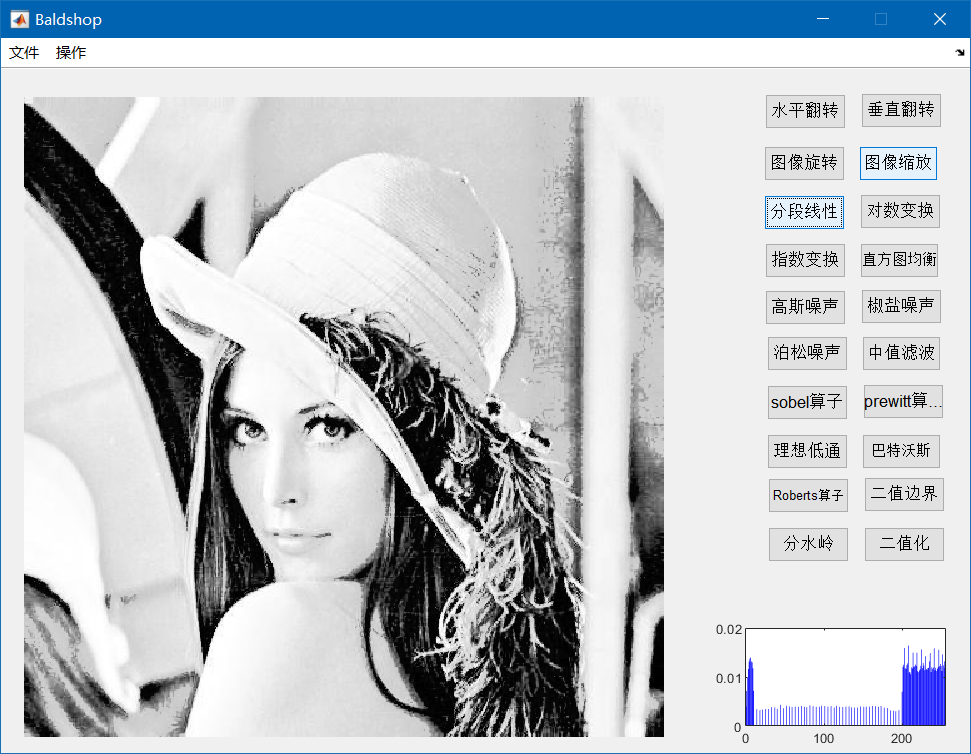 Baldshop
文件 操作
水平翻转 垂直翻转
图像旋转 图像缩放
分段线性 对数变换
指数变换 直方图均衡
高斯噪声 椒盐噪声
泊松噪声 中值滤波
sobel算子 prewitt算...
理想低通 巴特沃斯
Roberts算子 二值边界
分水岭 二值化
0.02
0.01
0
0 100 200